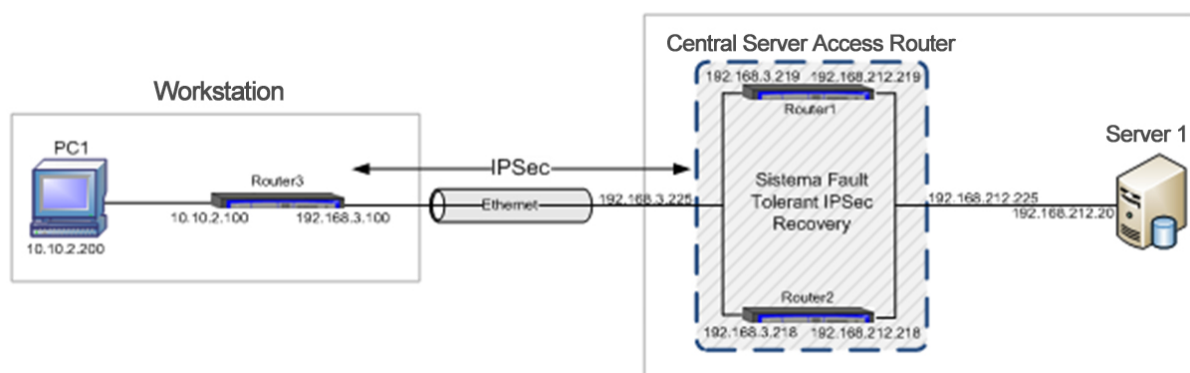 Central Server Access Router
192.168.3.219 192.168.212.219
Router1
Workstation
PC1
Router3
10.10.2.100 192.168.3.100
10.10.2.200
IPSec
Ethernet
192.168.3.225
Sistema Fault
Tolerant IPSec
Recovery
192.168.212.225
192.168.212.20
Server 1
Router2
192.168.3.218 192.168.212.218